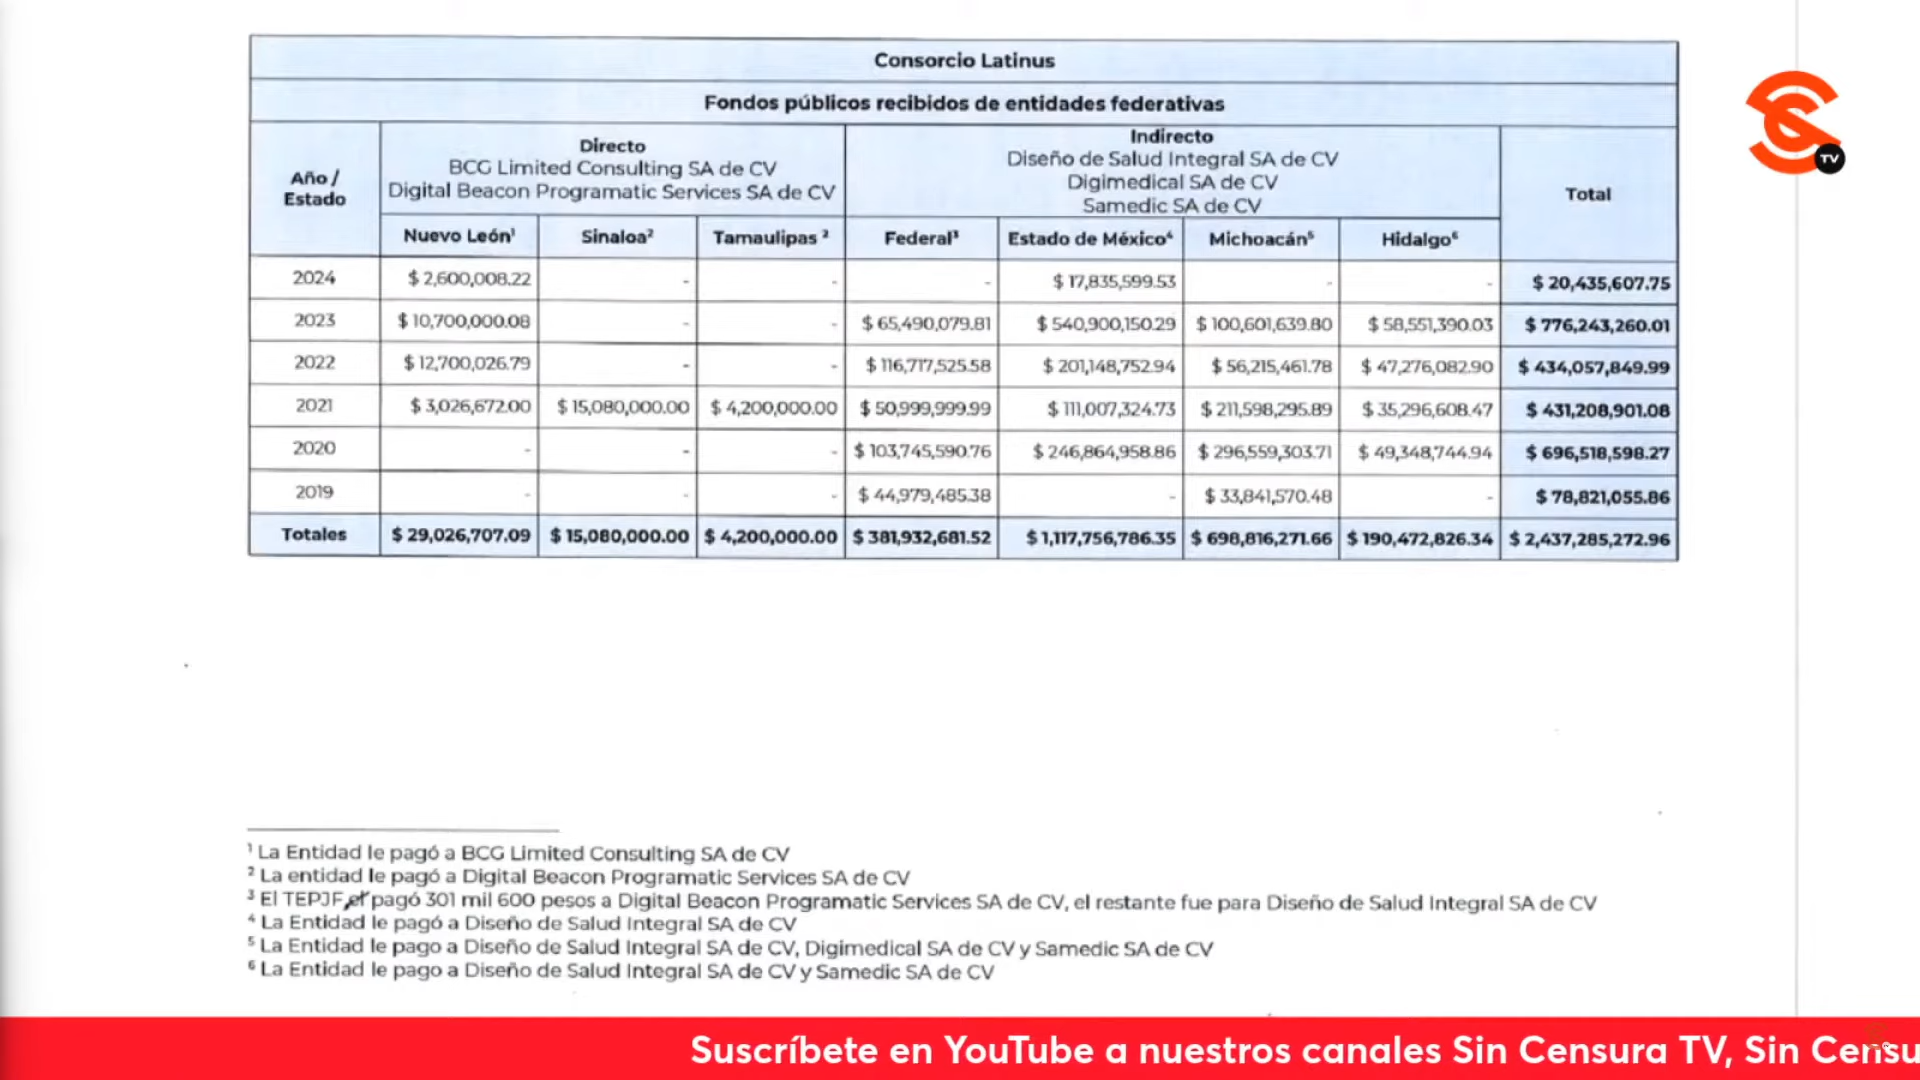 Consorcio Latinus
Fondos públicos recibidos de entidades federativas
Año / Estado
Directo
BCG Limited Consulting SA de CV
Digital Beacon Programatic Services SA de CV
Indirecto
Diseño de Salud Integral SA de CV
Digimedical SA de CV
Samedic SA de CV
Total
Nuevo León¹ Sinaloa² Tamaulipas ² Federal³ Estado de México⁴ Michoacán⁵ Hidalgo⁶
2024 $ 2,600,008.22 - - - $ 17,835,599.53 - - $ 20,435,607.75
2023 $ 10,700,000.08 - - $ 65,490,079.81 $ 540,900,150.29 $ 100,601,639.80 $ 58,551,390.03 $ 776,243,260.01
2022 $ 12,700,026.79 - - $ 116,717,525.58 $ 201,148,752.94 $ 56,215,461.78 $ 47,276,082.90 $ 434,057,849.99
2021 $ 3,026,672.00 $ 15,080,000.00 $ 4,200,000.00 $ 50,999,999.99 $ 111,007,324.73 $ 211,598,295.89 $ 35,296,608.47 $ 431,208,901.08
2020 - - - $ 103,745,590.76 $ 246,864,958.86 $ 296,559,303.71 $ 49,348,744.94 $ 696,518,598.27
2019 - - - $ 44,979,485.38 - $ 33,841,570.48 - $ 78,821,055.86
Totales $ 29,026,707.09 $ 15,080,000.00 $ 4,200,000.00 $ 381,932,681.52 $ 1,117,756,786.35 $ 698,816,271.66 $ 190,472,826.34 $ 2,437,285,272.96
¹ La Entidad le pagó a BCG Limited Consulting SA de CV
² La entidad le pagó a Digital Beacon Programatic Services SA de CV
³ El TEPJF el pagó 301 mil 600 pesos a Digital Beacon Programatic Services SA de CV, el restante fue para Diseño de Salud Integral SA de CV
⁴ La Entidad le pagó a Diseño de Salud Integral SA de CV
⁵ La Entidad le pago a Diseño de Salud Integral SA de CV, Digimedical SA de CV y Samedic SA de CV
⁶ La Entidad le pago a Diseño de Salud Integral SA de CV y Samedic SA de CV
TV
Suscríbete en YouTube a nuestros canales Sin Censura TV, Sin Censu